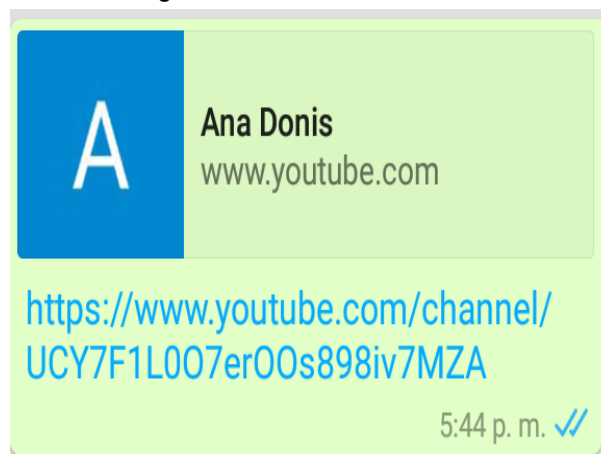 A
Ana Donis
www.youtube.com
https://www.youtube.com/channel/
UCY7F1L0O7erOOs898iv7MZA
5:44 p. m.